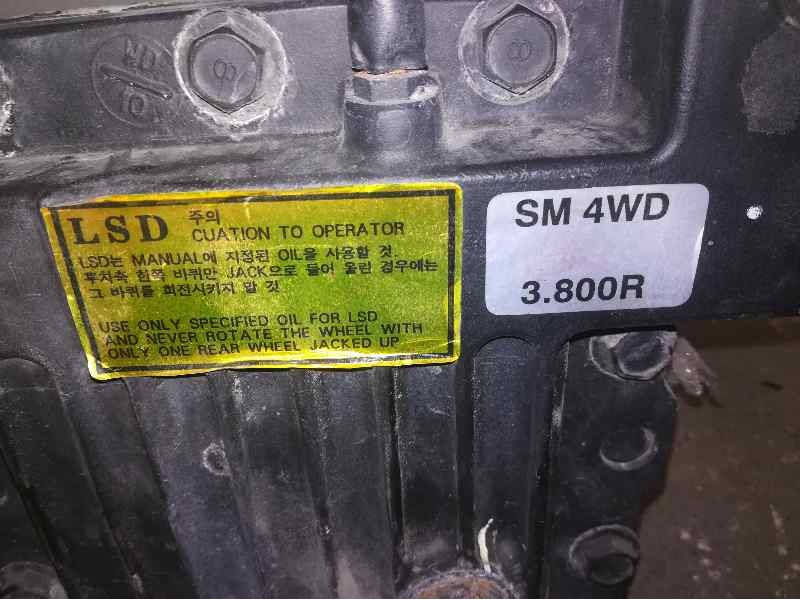 8
8
LSD
주의
CUATION TO OPERATOR
LSD는 MANUAL에 지정된 OIL을 사용할 것
후차측 한쪽 바퀴만 JACK으로 들어 올린 경우에는
그 바퀴를 회전시키지 말 것
USE ONLY SPECIFIED OIL FOR LSD
AND NEVER ROTATE THE WHEEL WITH
ONLY ONE REAR WHEEL JACKED UP
SM 4WD
3.800R